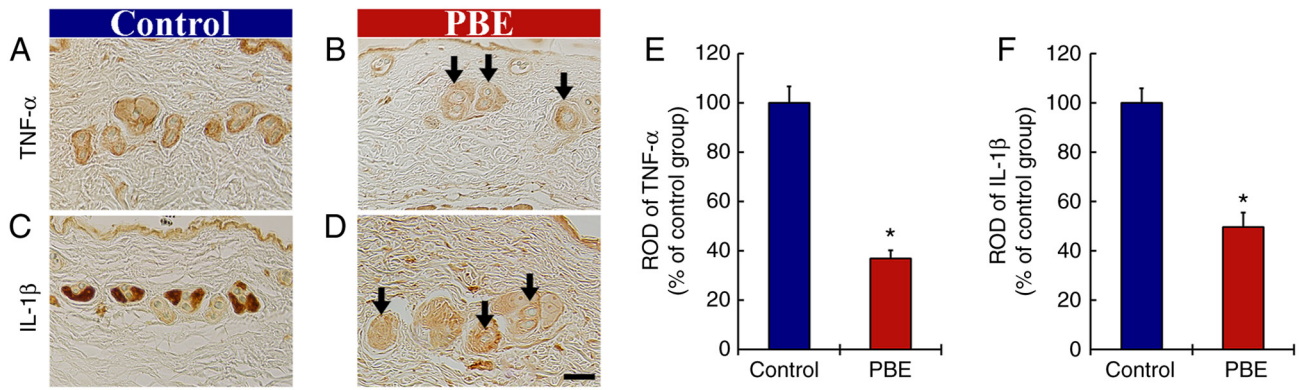 Control
PBE
A
B
TNF-α
C
D
IL-1β
E
ROD of TNF-α
(% of control group)
120
100
80
60
40
20
0
*
Control
PBE
F
ROD of IL-1β
(% of control group)
120
100
80
60
40
20
0
*
Control
PBE